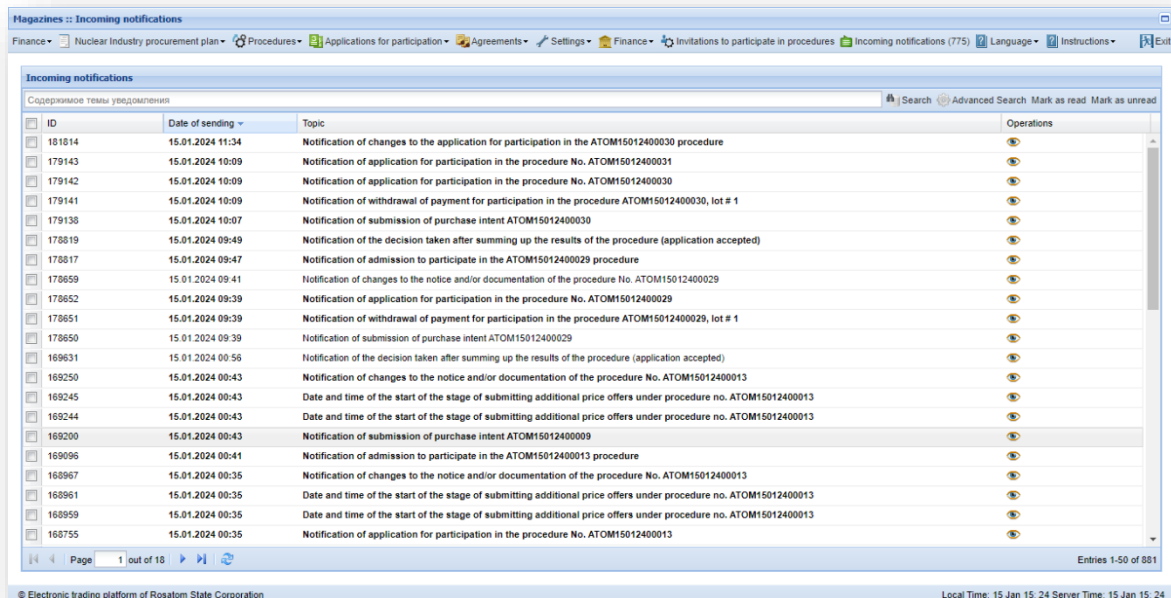 Magazines :: Incoming notifications
Finance Nuclear Industry procurement plan Procedures Applications for participation Agreements Settings Finance Invitations to participate in procedures Incoming notifications (775) Language Instructions Exit
Incoming notifications
Содержимое темы уведомления Search Advanced Search Mark as read Mark as unread
ID Date of sending Topic Operations
181814 15.01.2024 11:34 Notification of changes to the application for participation in the ATOM15012400030 procedure
179143 15.01.2024 10:09 Notification of application for participation in the procedure No. ATOM15012400031
179142 15.01.2024 10:09 Notification of application for participation in the procedure No. ATOM15012400030
179141 15.01.2024 10:09 Notification of withdrawal of payment for participation in the procedure ATOM15012400030, lot # 1
179138 15.01.2024 10:07 Notification of submission of purchase intent ATOM15012400030
178819 15.01.2024 09:49 Notification of the decision taken after summing up the results of the procedure (application accepted)
178817 15.01.2024 09:47 Notification of admission to participate in the ATOM15012400029 procedure
178659 15.01.2024 09:41 Notification of changes to the notice and/or documentation of the procedure No. ATOM15012400029
178652 15.01.2024 09:39 Notification of application for participation in the procedure No. ATOM15012400029
178651 15.01.2024 09:39 Notification of withdrawal of payment for participation in the procedure ATOM15012400029, lot # 1
178650 15.01.2024 09:39 Notification of submission of purchase intent ATOM15012400029
169631 15.01.2024 00:56 Notification of the decision taken after summing up the results of the procedure (application accepted)
169250 15.01.2024 00:43 Notification of changes to the notice and/or documentation of the procedure No. ATOM15012400013
169245 15.01.2024 00:43 Date and time of the start of the stage of submitting additional price offers under procedure no. ATOM15012400013
169244 15.01.2024 00:43 Date and time of the start of the stage of submitting additional price offers under procedure no. ATOM15012400013
169200 15.01.2024 00:43 Notification of submission of purchase intent ATOM15012400009
169096 15.01.2024 00:41 Notification of admission to participate in the ATOM15012400013 procedure
168967 15.01.2024 00:35 Notification of changes to the notice and/or documentation of the procedure No. ATOM15012400013
168961 15.01.2024 00:35 Date and time of the start of the stage of submitting additional price offers under procedure no. ATOM15012400013
168959 15.01.2024 00:35 Date and time of the start of the stage of submitting additional price offers under procedure no. ATOM15012400013
168755 15.01.2024 00:35 Notification of application for participation in the procedure No. ATOM15012400013
Page 1 out of 18 Entries 1-50 of 881
© Electronic trading platform of Rosatom State Corporation Local Time: 15 Jan 15: 24 Server Time: 15 Jan 15: 24